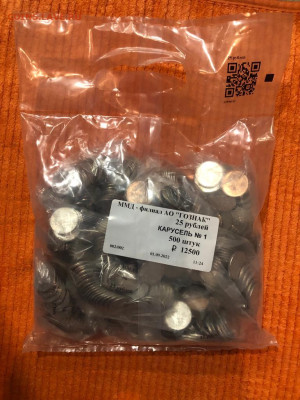 ММД - филиал АО "ГОЗНАК"
25 рублей
КАРУСЕЛЬ № 1
500 штук
₽ 12500